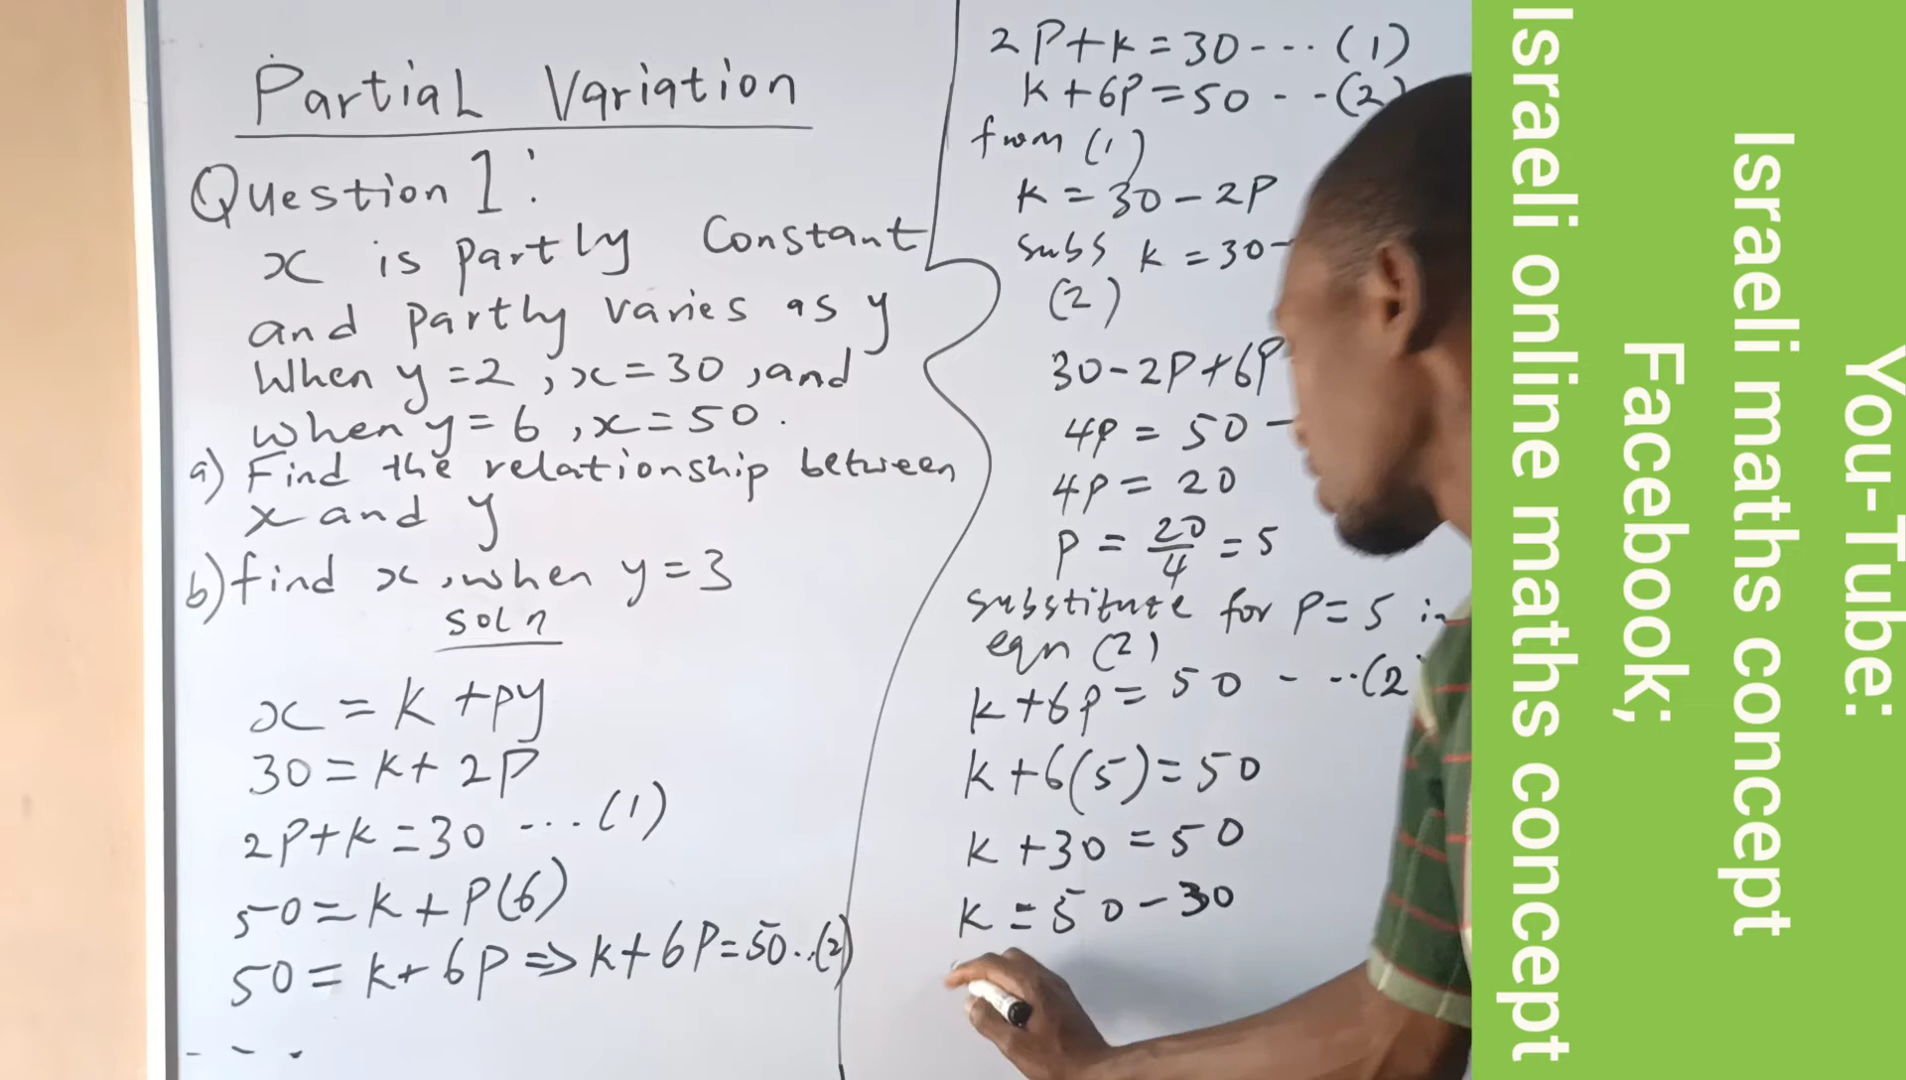 Partial Variation
Question 1:
x is partly Constant
and partly varies as y
When y = 2, x = 30, and
when y = 6, x = 50.
a) Find the relationship between
x and y
b) find x, when y = 3
soln
x = k + py
30 = k + 2P
2P + k = 30 --- (1)
50 = k + P(6)
50 = k + 6P => k + 6P = 50 .. (2)
- - .
2P + k = 30 --- (1)
k + 6P = 50 - -- (2)
from (1)
k = 30 - 2P
subs k = 30 -
(2)
30 - 2P + 6P
4P = 50 -
4P = 20
P = 20/4 = 5
substitute for P = 5 in
eqn (2)
k + 6P = 50 - -- (2
k + 6(5) = 50
k + 30 = 50
k = 50 - 30
You-Tube:
Israeli maths concept
Facebook;
Israeli online maths concept